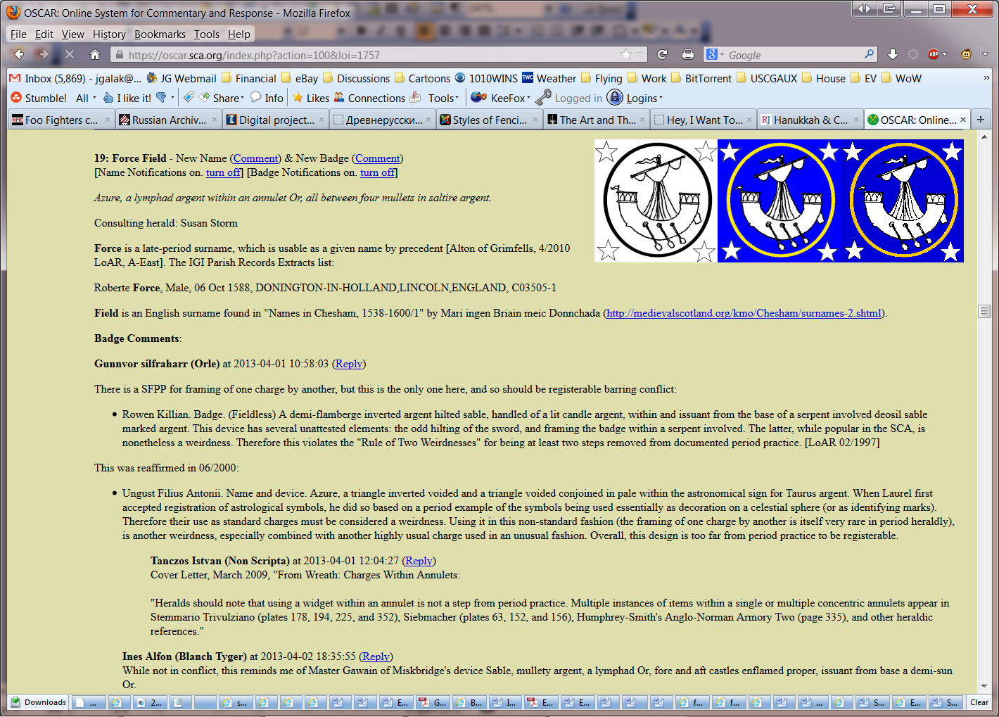 OSCAR: Online System for Commentary and Response - Mozilla Firefox
File Edit View History Bookmarks Tools Help
https://oscar.sca.org/index.php?action=100&loi=1757
Google
Inbox (5,869) - jgalak@... JG Webmail Financial eBay Discussions Cartoons 1010WINS Weather Flying Work BitTorrent USCGAUX House EV WoW
Stumble! All I like it! Share Info Likes Connections Tools KeeFox Logged in Logins
Foo Fighters c... Russian Archiv... Digital project... Древнерусски... Styles of Fenci... The Art and Th... Hey, I Want To... Hanukkah & C... OSCAR: Online...
19: Force Field - New Name (Comment) & New Badge (Comment)
[Name Notifications on. turn off] [Badge Notifications on. turn off]
Azure, a lymphad argent within an annulet Or, all between four mullets in saltire argent.
Consulting herald: Susan Storm
Force is a late-period surname, which is usable as a given name by precedent [Alton of Grimfells, 4/2010
LoAR, A-East]. The IGI Parish Records Extracts list:
Roberte Force, Male, 06 Oct 1588, DONINGTON-IN-HOLLAND,LINCOLN,ENGLAND, C03505-1
Field is an English surname found in "Names in Chesham, 1538-1600/1" by Mari ingen Briain meic Donnchada (http://medievalscotland.org/kmo/Chesham/surnames-2.shtml).
Badge Comments:
Gunnvor silfraharr (Orle) at 2013-04-01 10:58:03 (Reply)
There is a SFPP for framing of one charge by another, but this is the only one here, and so should be registerable barring conflict:
Rowen Killian. Badge. (Fieldless) A demi-flamberge inverted argent hilted sable, handled of a lit candle argent, within and issuant from the base of a serpent involved deosil sable
marked argent. This device has several unattested elements: the odd hilting of the sword, and framing the badge within a serpent involved. The latter, while popular in the SCA, is
nonetheless a weirdness. Therefore this violates the "Rule of Two Weirdnesses" for being at least two steps removed from documented period practice. [LoAR 02/1997]
This was reaffirmed in 06/2000:
Ungust Filius Antonii. Name and device. Azure, a triangle inverted voided and a triangle voided conjoined in pale within the astronomical sign for Taurus argent. When Laurel first
accepted registration of astrological symbols, he did so based on a period example of the symbols being used essentially as decoration on a celestial sphere (or as identifying marks).
Therefore their use as standard charges must be considered a weirdness. Using it in this non-standard fashion (the framing of one charge by another is itself very rare in period heraldly),
is another weirdness, especially combined with another highly usual charge used in an unusual fashion. Overall, this design is too far from period practice to be registerable.
Tanczos Istvan (Non Scripta) at 2013-04-01 12:04:27 (Reply)
Cover Letter, March 2009, "From Wreath: Charges Within Annulets:
"Heralds should note that using a widget within an annulet is not a step from period practice. Multiple instances of items within a single or multiple concentric annulets appear in
Stemmario Trivulziano (plates 178, 194, 225, and 352), Siebmacher (plates 63, 152, and 156), Humphrey-Smith's Anglo-Norman Armory Two (page 335), and other heraldic
references."
Ines Alfon (Blanch Tyger) at 2013-04-02 18:35:55 (Reply)
While not in conflict, this reminds me of Master Gawain of Miskbridge's device Sable, mullety argent, a lymphad Or, fore and aft castles enflamed proper, issuant from base a demi-sun
Or.
Downloads ... 2... s... E... G... B... I... E... E... f... f... ... S... E... S... Clear